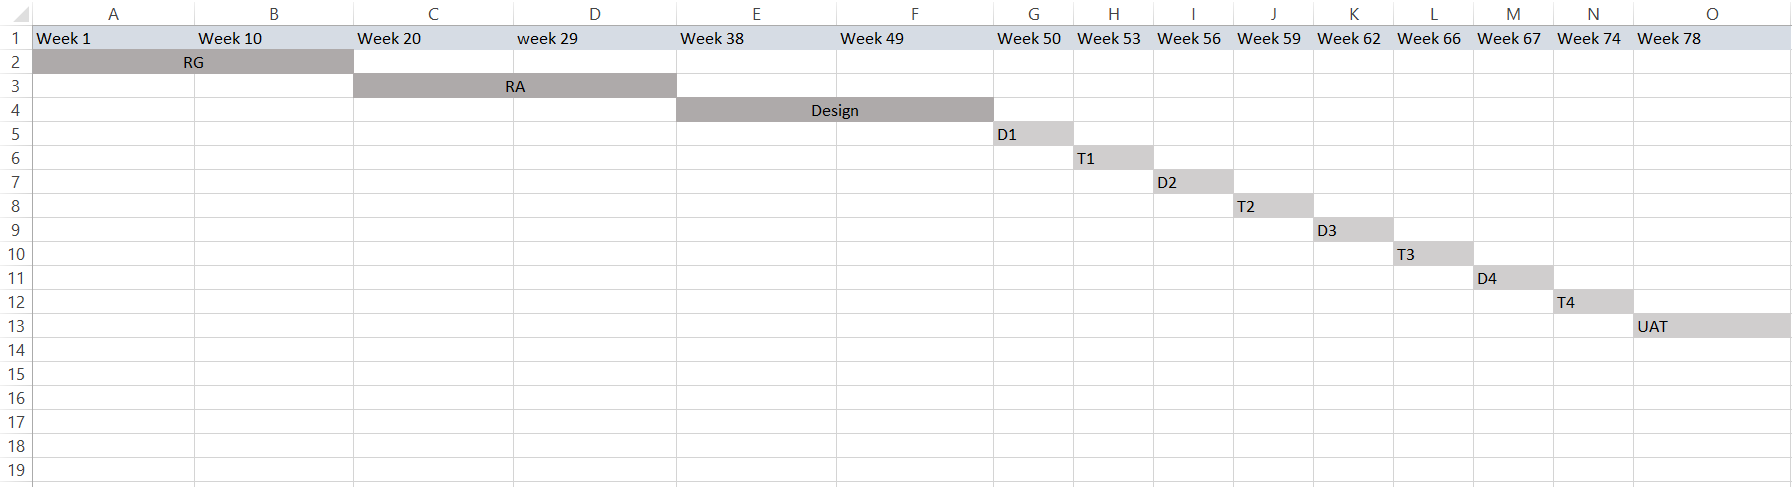 A B C D E F G H I J K L M N O
1 Week 1 Week 10 Week 20 week 29 Week 38 Week 49 Week 50 Week 53 Week 56 Week 59 Week 62 Week 66 Week 67 Week 74 Week 78
2 RG
3 RA
4 Design
5 D1
6 T1
7 D2
8 T2
9 D3
10 T3
11 D4
12 T4
13 UAT
14
15
16
17
18
19